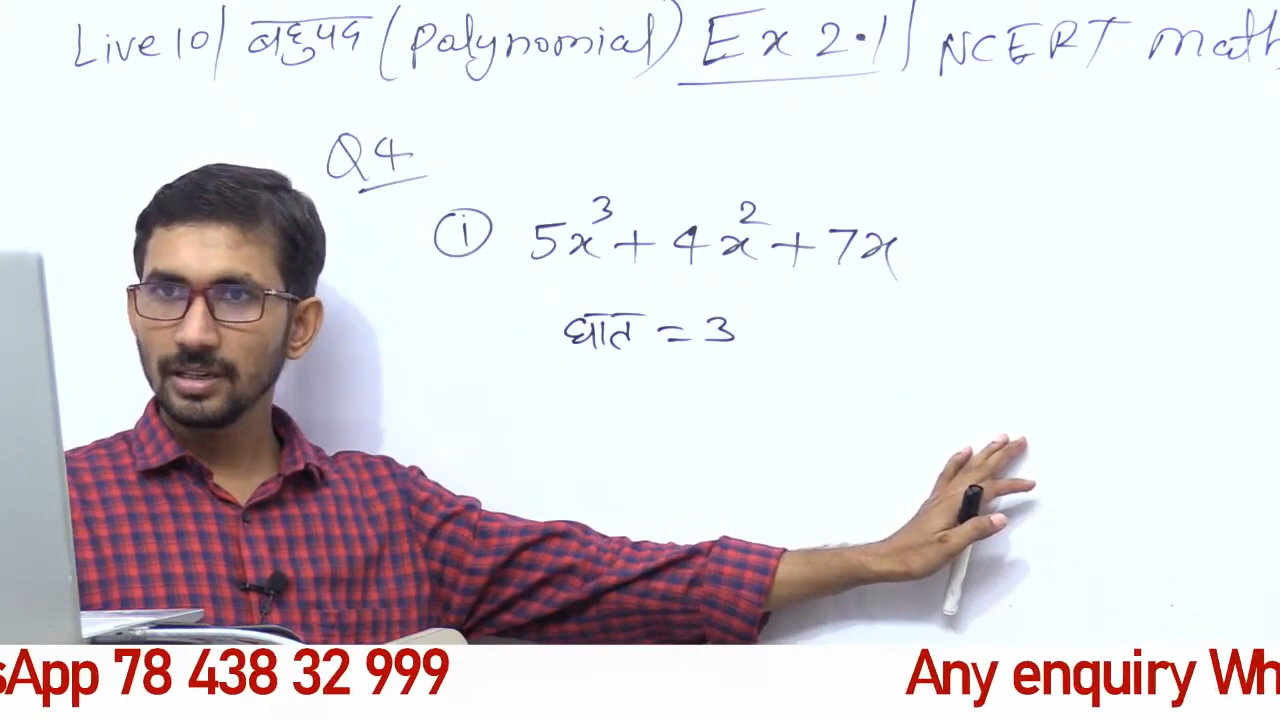 Live 10 | बहुपद (polynomial) Ex 2.1 | NCERT Math
Q4
(i) 5x³ + 4x² + 7x
घात = 3
sApp 78 438 32 999 Any enquiry Wh